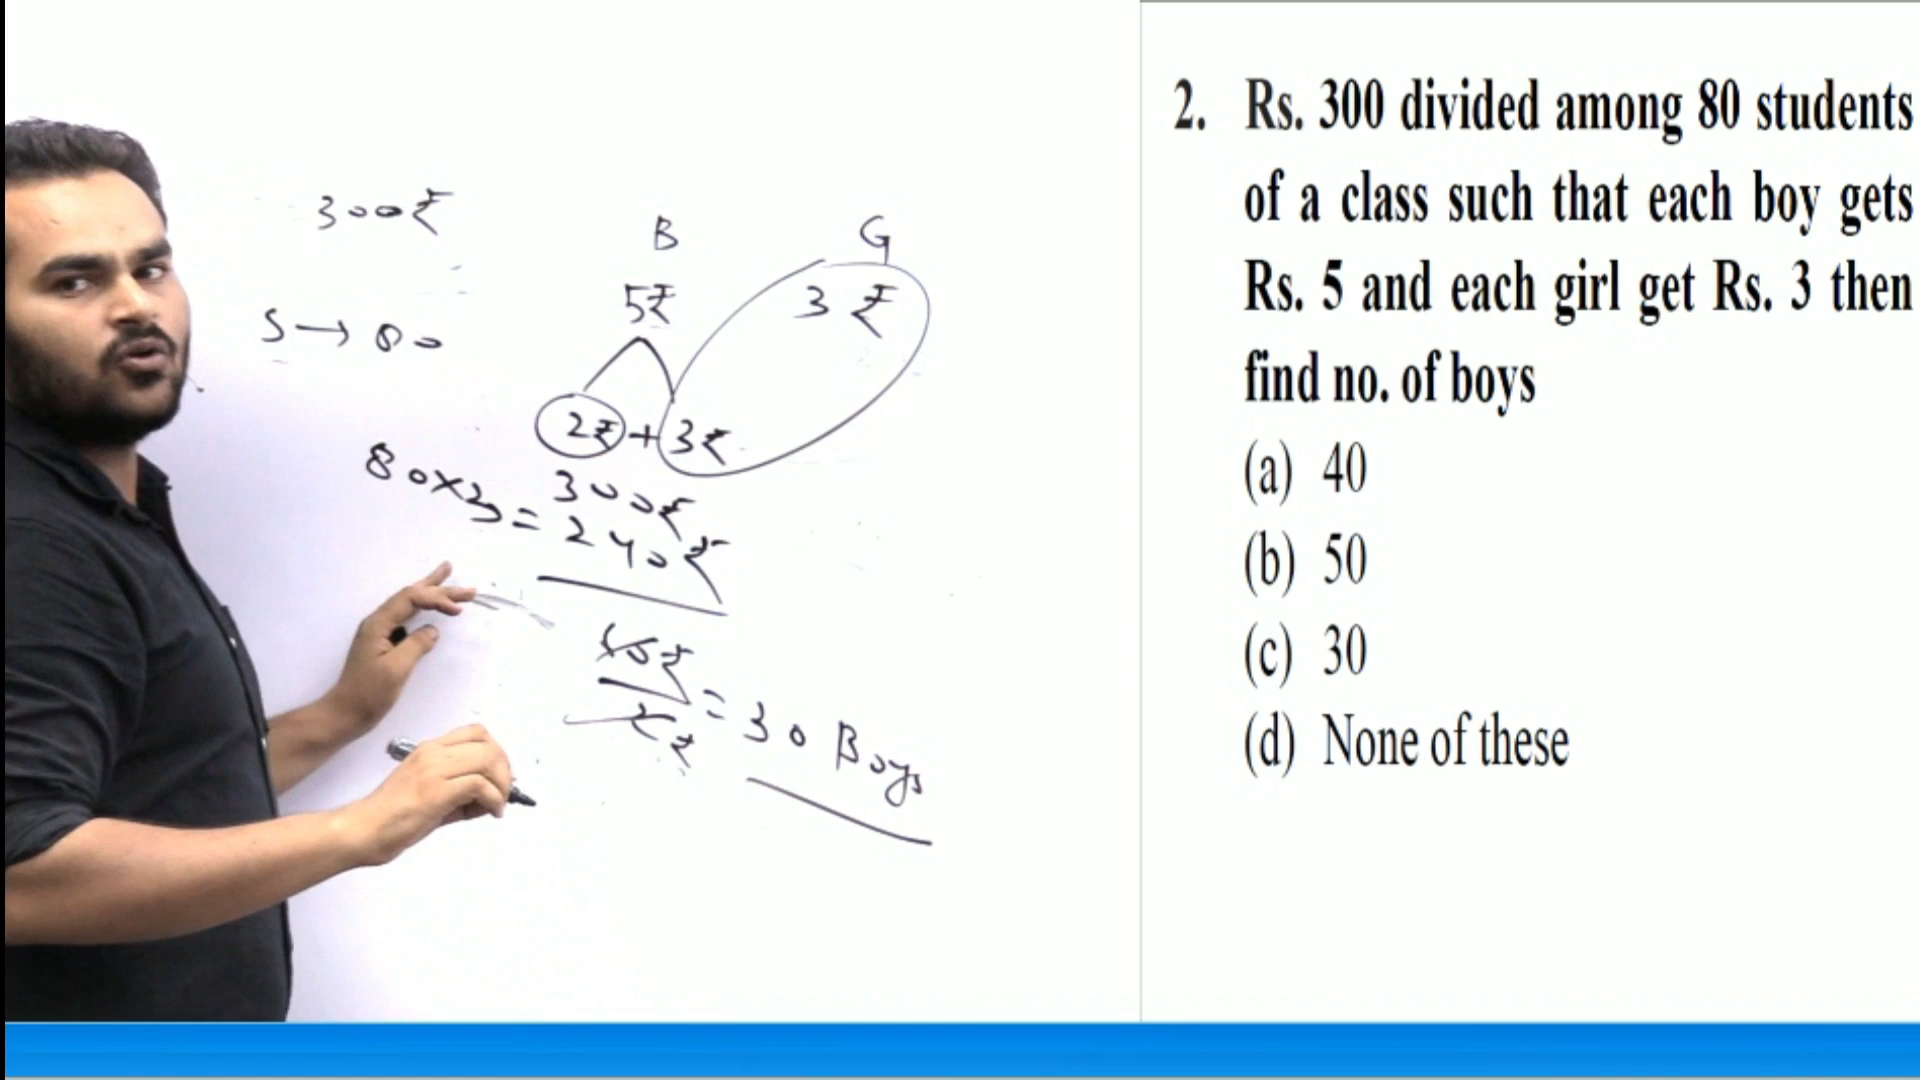 300₹
S → 80
B G
5₹ 3₹
2₹ + 3₹
300₹
80×3 = 240₹
60₹
2₹
= 30 Boys
2. Rs. 300 divided among 80 students
of a class such that each boy gets
Rs. 5 and each girl get Rs. 3 then
find no. of boys
(a) 40
(b) 50
(c) 30
(d) None of these